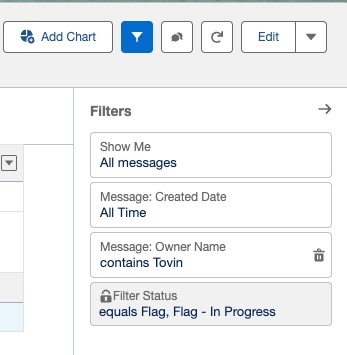 Add Chart
Edit
Filters
Show Me
All messages
Message: Created Date
All Time
Message: Owner Name
contains Tovin
Filter Status
equals Flag, Flag - In Progress